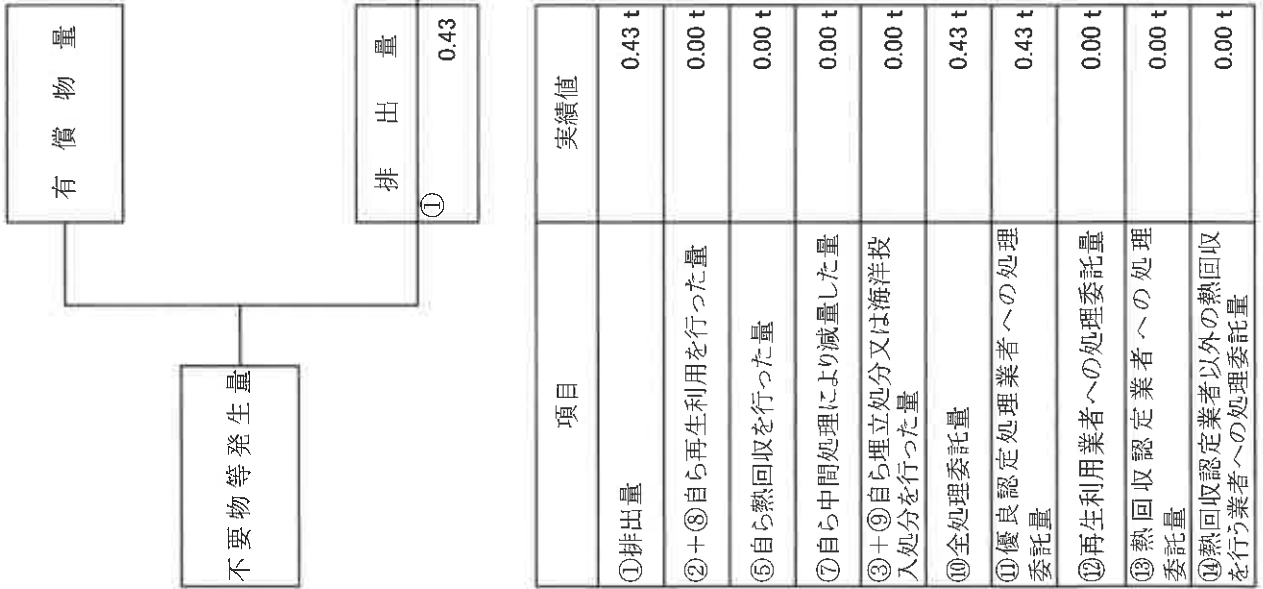 有償物量
不要物等発生量
排出量
①
0.43
項目 実績値
①排出量 0.43 t
②+⑧自ら再生利用を行った量 0.00 t
⑤自ら熱回収を行った量 0.00 t
⑦自ら中間処理により減量した量 0.00 t
③+⑨自ら埋立処分又は海洋投
入処分を行った量 0.00 t
⑩全処理委託量 0.43 t
⑪優良認定処理業者への処理
委託量 0.43 t
⑫再生利用業者への処理委託量 0.00 t
⑬熱回収認定業者への処理
委託量 0.00 t
⑭熱回収認定業者以外の熱回収
を行う業者への処理委託量 0.00 t